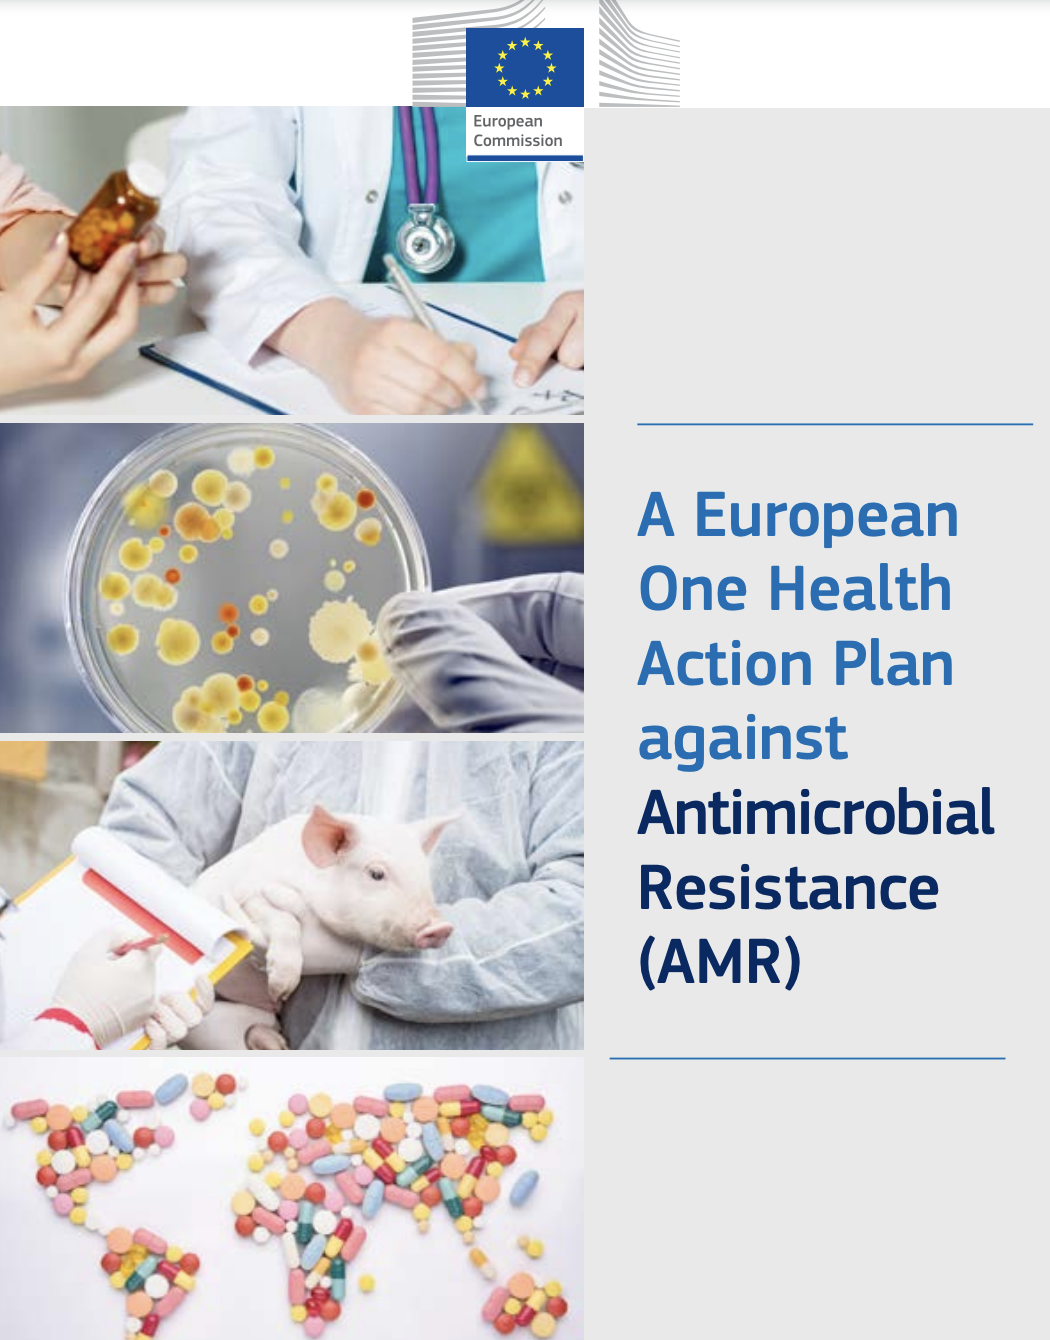 European
Commission
A European
One Health
Action Plan
against
Antimicrobial
Resistance
(AMR)